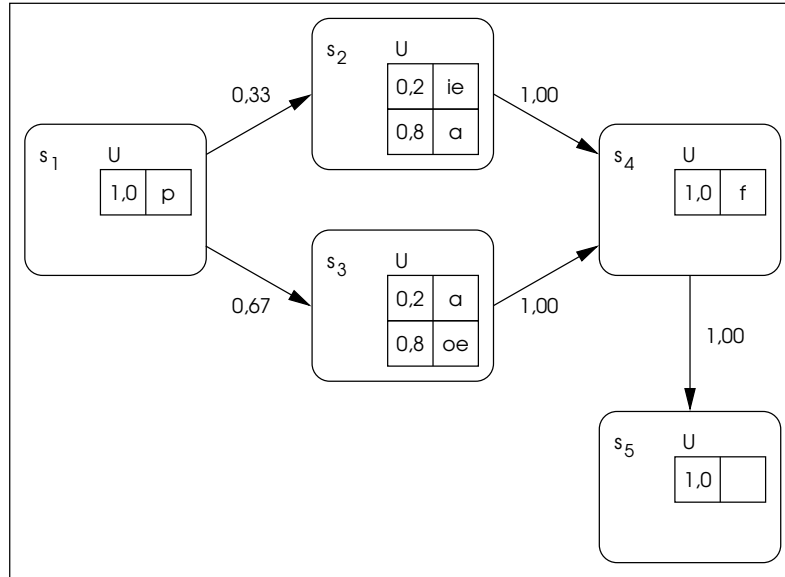 s2 U
0,2 ie
0,8 a
0,33
1,00
s1 U
1,0 p
s4 U
1,0 f
s3 U
0,2 a
0,8 oe
0,67
1,00
1,00
s5 U
1,0